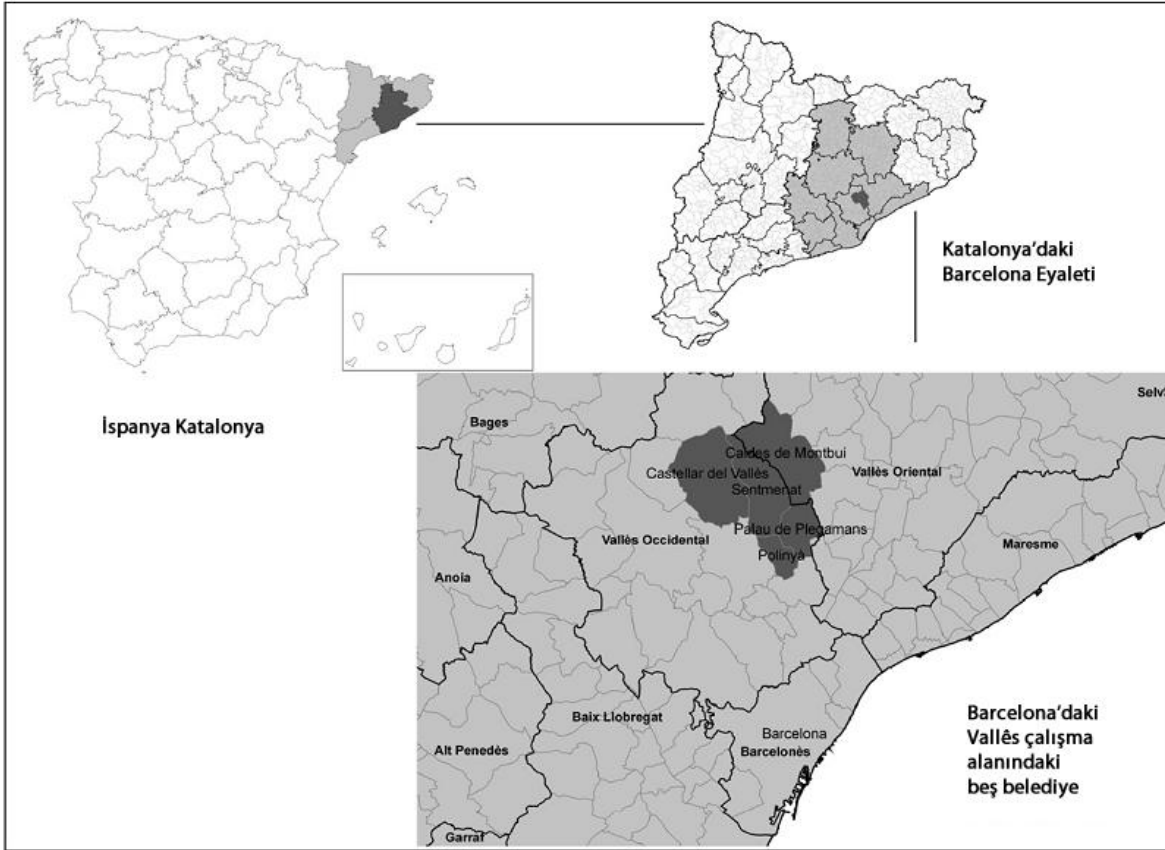 Katalonya'daki
Barcelona Eyaleti
İspanya Katalonya
Selv
Bages
Caldes de Montbui
Castellar del Vallès
Vallès Oriental
Sentmenat
Palau de Plegamans
Vallès Occidental
Maresme
Polinyà
Anoia
Baix Llobregat
Barcelona
Alt Penedès
Barcelonès
Garraf
Barcelona'daki
Vallês çalışma
alanındaki
beş belediye